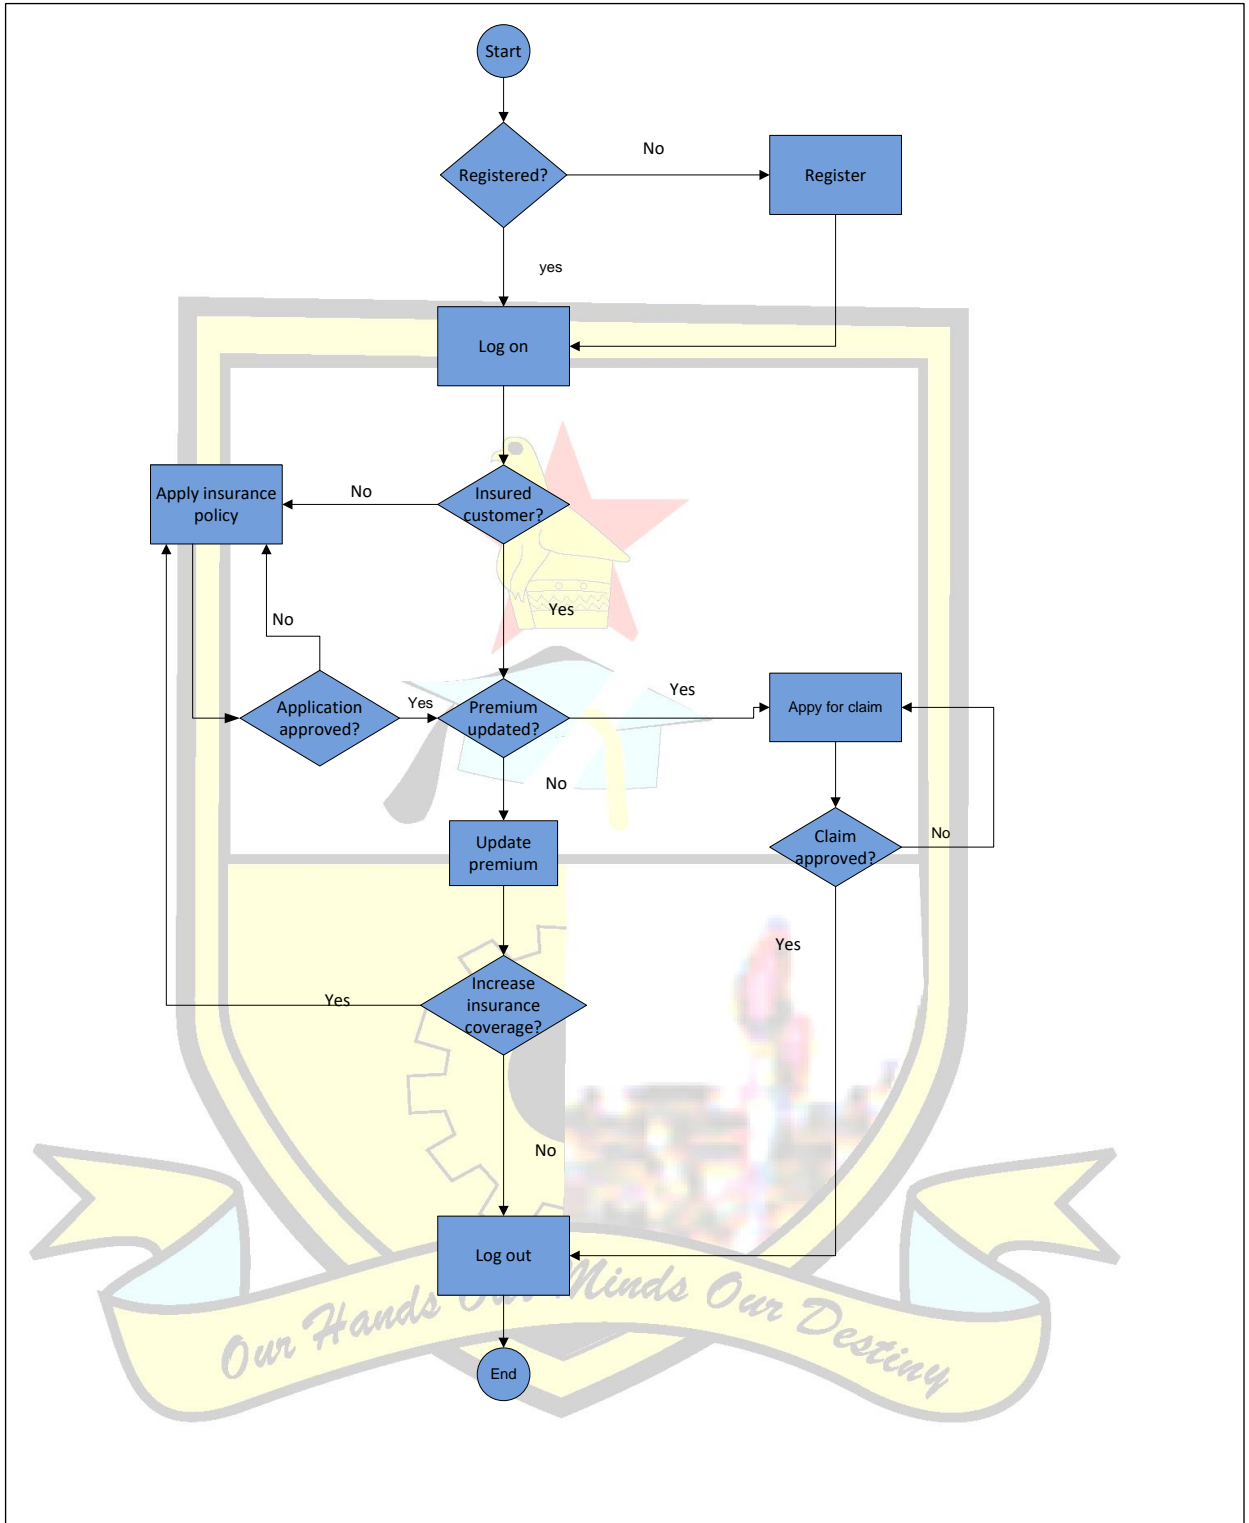 Start
Registered?
No
Register
yes
Log on
Apply insurance
policy
No
Insured
customer?
Yes
No
Application
approved?
Yes
Premium
updated?
Yes
Appy for claim
No
Update
premium
Claim
approved?
No
Yes
Increase
insurance
coverage?
Yes
No
Log out
Our Hands Our Minds Our Destiny
End